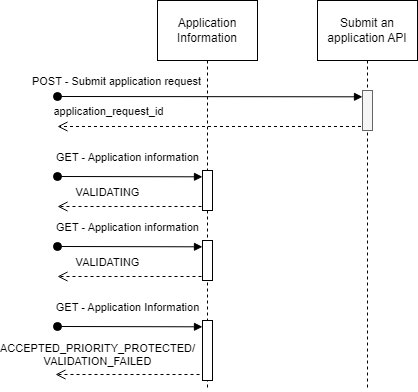 Application
Information
Submit an
application API
POST - Submit application request
application_request_id
GET - Application information
VALIDATING
GET - Application information
VALIDATING
GET - Application Information
ACCEPTED_PRIORITY_PROTECTED/
VALIDATION_FAILED